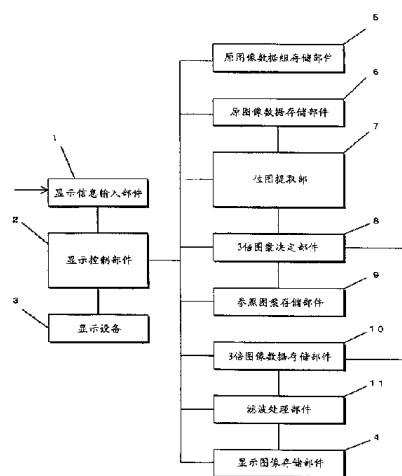 5
原图像数据组存储部件
6
原图像数据存储部件
7
位图提取部
1
显示信息输入部件
2
显示控制部件
3
显示设备
8
3倍图案决定部件
9
参照图案存储部件
10
3倍图像数据存储部件
11
滤波处理部件
4
显示图像存储部件